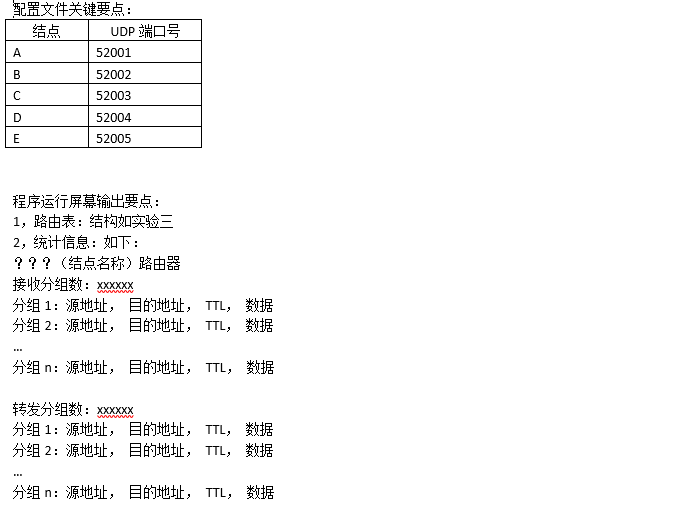 配置文件关键要点：
结点 UDP 端口号
A 52001
B 52002
C 52003
D 52004
E 52005
程序运行屏幕输出要点：
1，路由表：结构如实验三
2，统计信息：如下：
？？？（结点名称）路由器
接收分组数：xxxxxx
分组 1：源地址， 目的地址， TTL， 数据
分组 2：源地址， 目的地址， TTL， 数据
…
分组 n：源地址， 目的地址， TTL， 数据
转发分组数：xxxxxx
分组 1：源地址， 目的地址， TTL， 数据
分组 2：源地址， 目的地址， TTL， 数据
…
分组 n：源地址， 目的地址， TTL， 数据